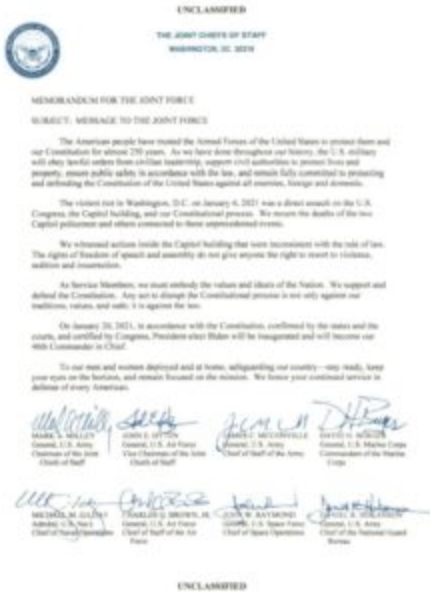 UNCLASSIFIED
THE JOINT CHIEFS OF STAFF
WASHINGTON, DC 20318
MEMORANDUM FOR THE JOINT FORCE
SUBJECT: MESSAGE TO THE JOINT FORCE
The American people have trusted the Armed Forces of the United States to protect them and
our Constitution for almost 250 years. As we have done throughout our history, the U.S. military
will obey lawful orders from civilian leadership, support civil authorities to protect lives and
property, ensure public safety in accordance with the law, and remain fully committed to protecting
and defending the Constitution of the United States against all enemies, foreign and domestic.
The violent riot in Washington, D.C. on January 6, 2021 was a direct assault on the U.S.
Congress, the Capitol building, and our Constitutional process. We mourn the deaths of the two
Capitol policemen and others connected to these unprecedented events.
We witnessed actions inside the Capitol building that were inconsistent with the rule of law.
The rights of freedom of speech and assembly do not give anyone the right to resort to violence,
sedition and insurrection.
As Service Members, we must embody the values and ideals of the Nation. We support and
defend the Constitution. Any act to disrupt the Constitutional process is not only against our
traditions, values, and oath; it is against the law.
On January 20, 2021, in accordance with the Constitution, confirmed by the states and the
courts, and certified by Congress, President-elect Biden will be inaugurated and will become our
46th Commander in Chief.
To our men and women deployed and at home, safeguarding our country—stay ready, keep
your eyes on the horizon, and remain focused on the mission. We honor your continued service in
defense of every American.
MARK A. MILLEY
General, U.S. Army
Chairman of the Joint
Chiefs of Staff
JOHN E. HYTEN
General, U.S. Air Force
Vice Chairman of the Joint
Chiefs of Staff
JAMES C. MCCONVILLE
General, U.S. Army
Chief of Staff of the Army
DAVID H. BERGER
General, U.S. Marine Corps
Commandant of the Marine
Corps
MICHAEL M. GILDAY
Admiral, U.S. Navy
Chief of Naval Operations
CHARLES Q. BROWN, JR.
General, U.S. Air Force
Chief of Staff of the Air
Force
JOHN W. RAYMOND
General, U.S. Space Force
Chief of Space Operations
DANIEL R. HOKANSON
General, U.S. Army
Chief of the National Guard
Bureau
UNCLASSIFIED